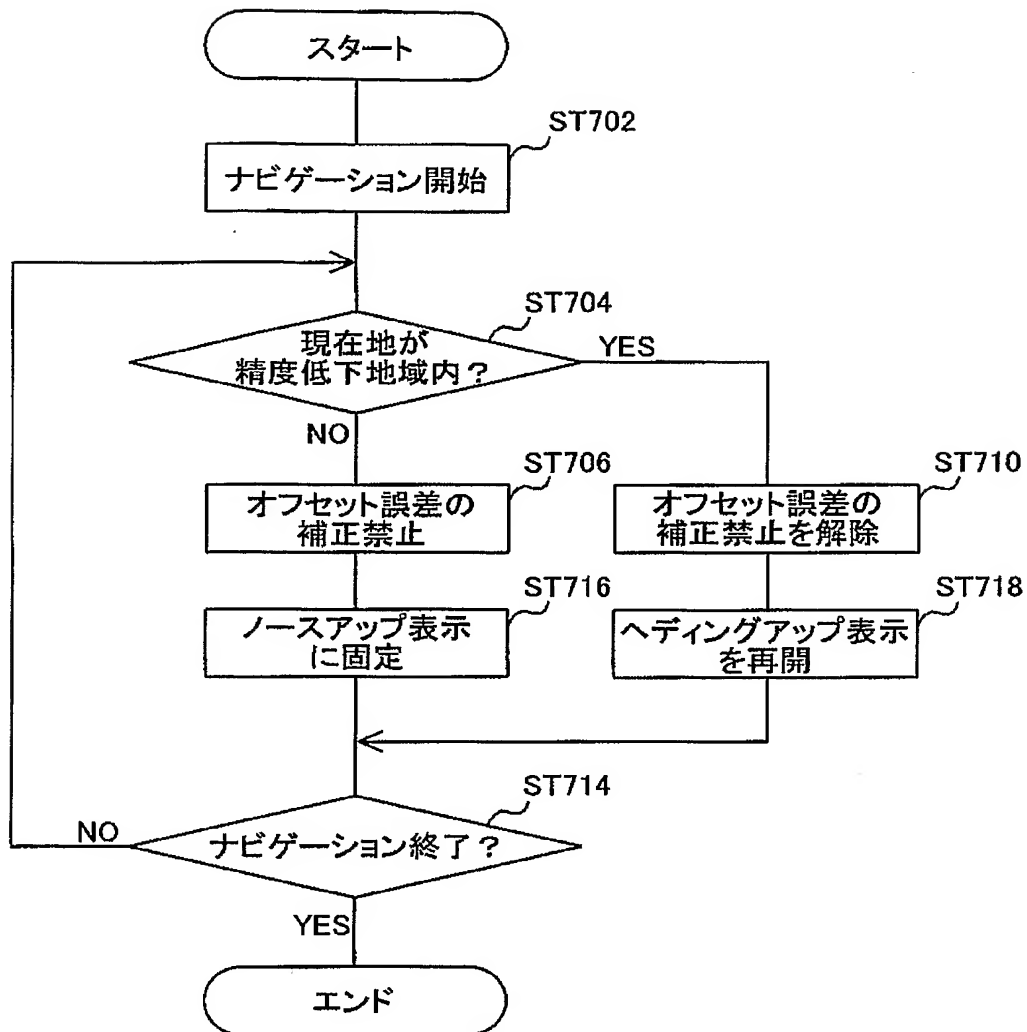 スタート
ST702
ナビゲーション開始
ST704
現在地が
精度低下地域内？
YES
NO
ST706
オフセット誤差の
補正禁止
ST710
オフセット誤差の
補正禁止を解除
ST716
ノースアップ表示
に固定
ST718
ヘディングアップ表示
を再開
ST714
ナビゲーション終了？
NO
YES
エンド